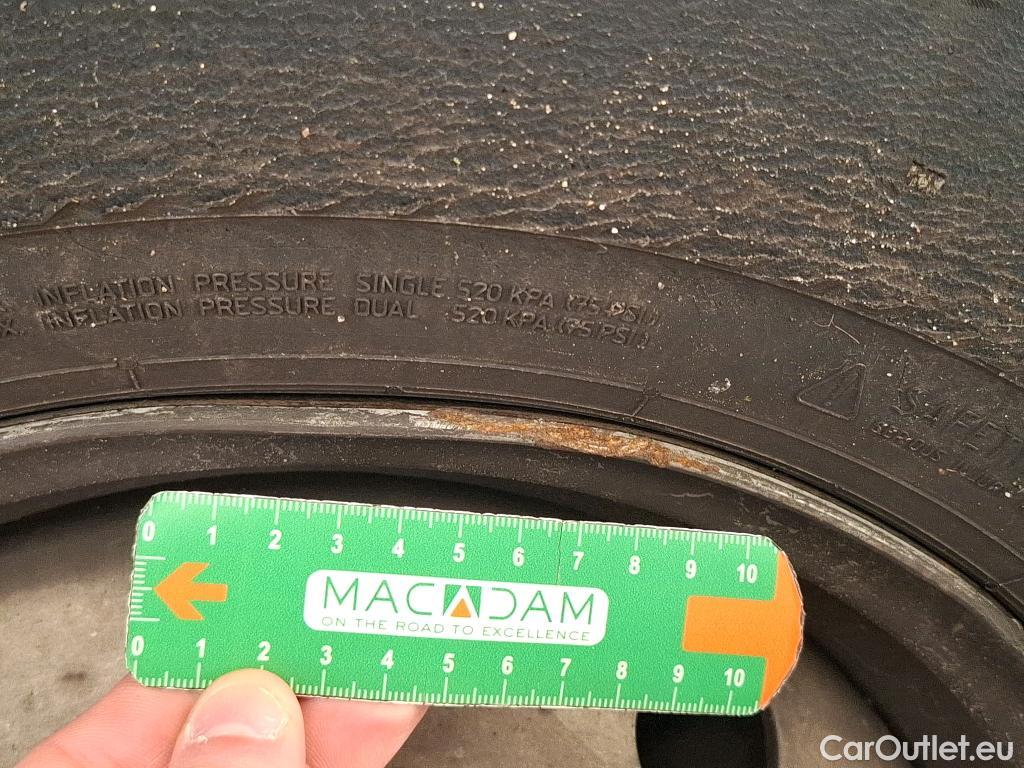 INFLATION PRESSURE SINGLE 520 KPA (75 PSI)
X. INFLATION PRESSURE DUAL 520 KPA (75 PSI)
SAFET
0 1 2 3 4 5 6 7 8 9 10
MACADAM
ON THE ROAD TO EXCELLENCE
0 1 2 3 4 5 6 7 8 9 10
CarOutlet.eu